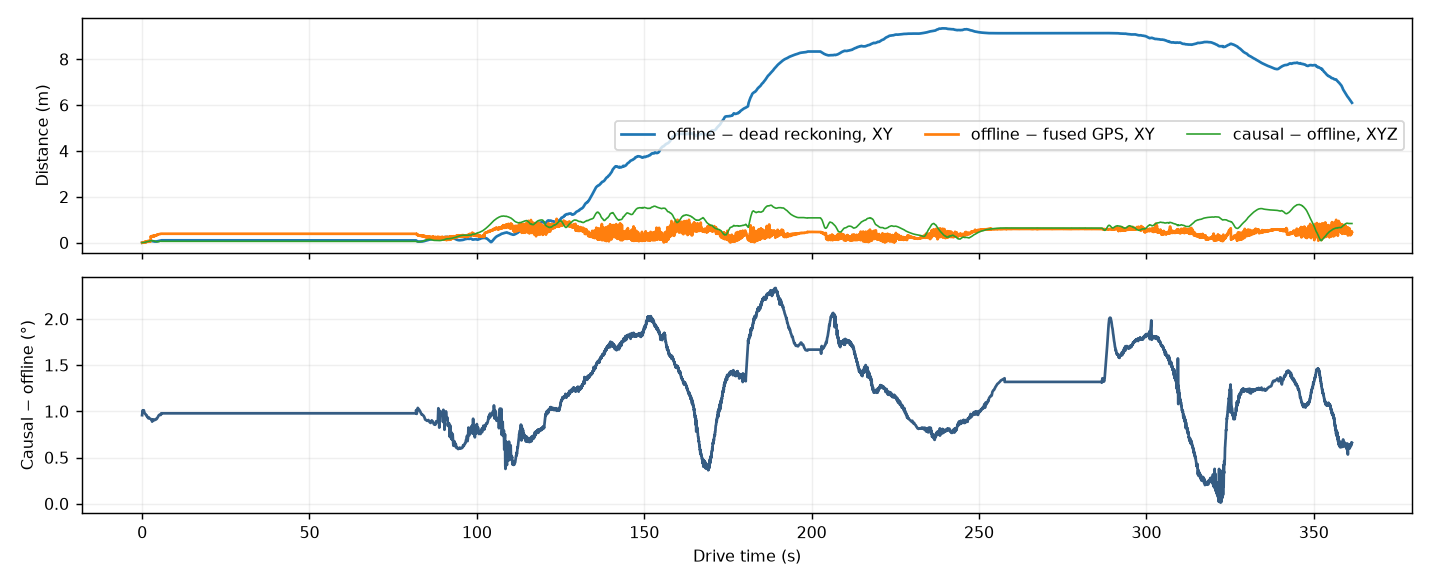 8
6
4
2
0
Distance (m)
offline − dead reckoning, XY
offline − fused GPS, XY
causal − offline, XYZ
2.0
1.5
1.0
0.5
0.0
Causal − offline (°)
0 50 100 150 200 250 300 350
Drive time (s)